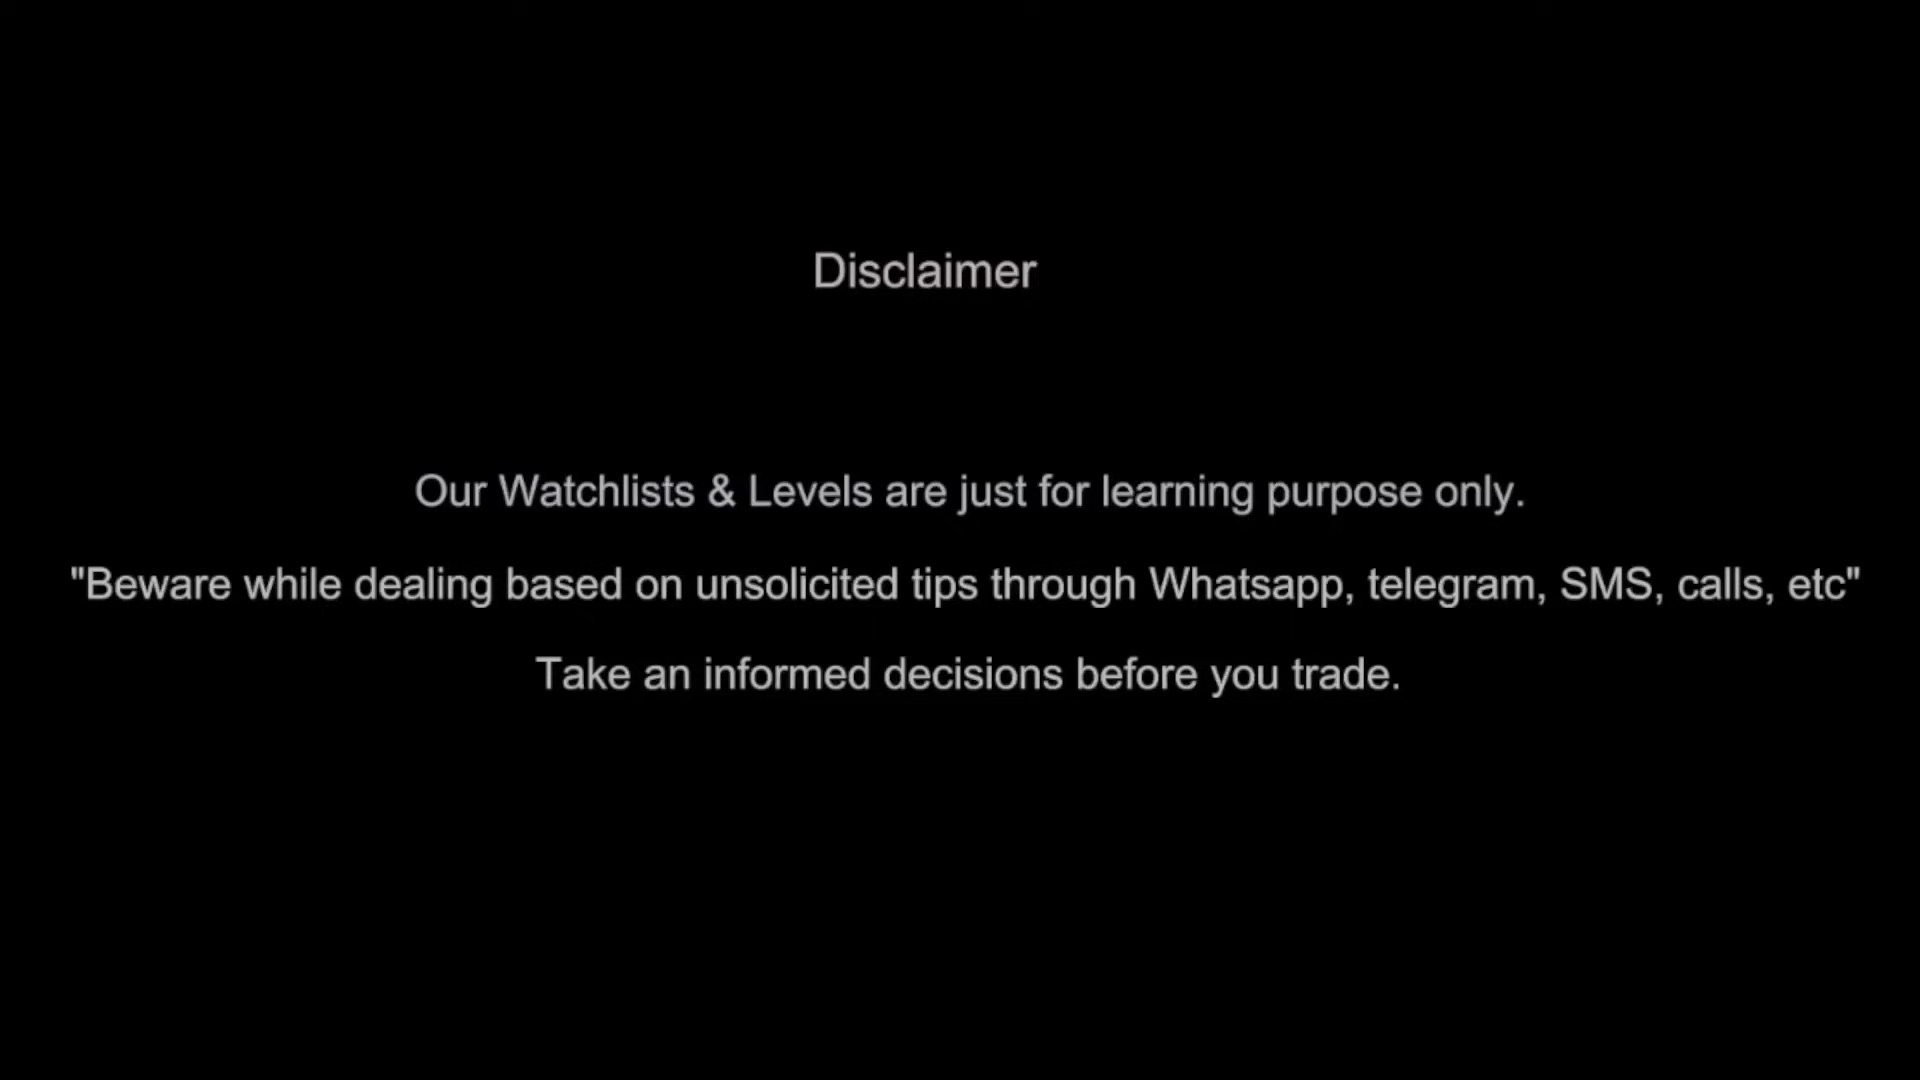 Disclaimer
Our Watchlists & Levels are just for learning purpose only.
"Beware while dealing based on unsolicited tips through Whatsapp, telegram, SMS, calls, etc"
Take an informed decisions before you trade.